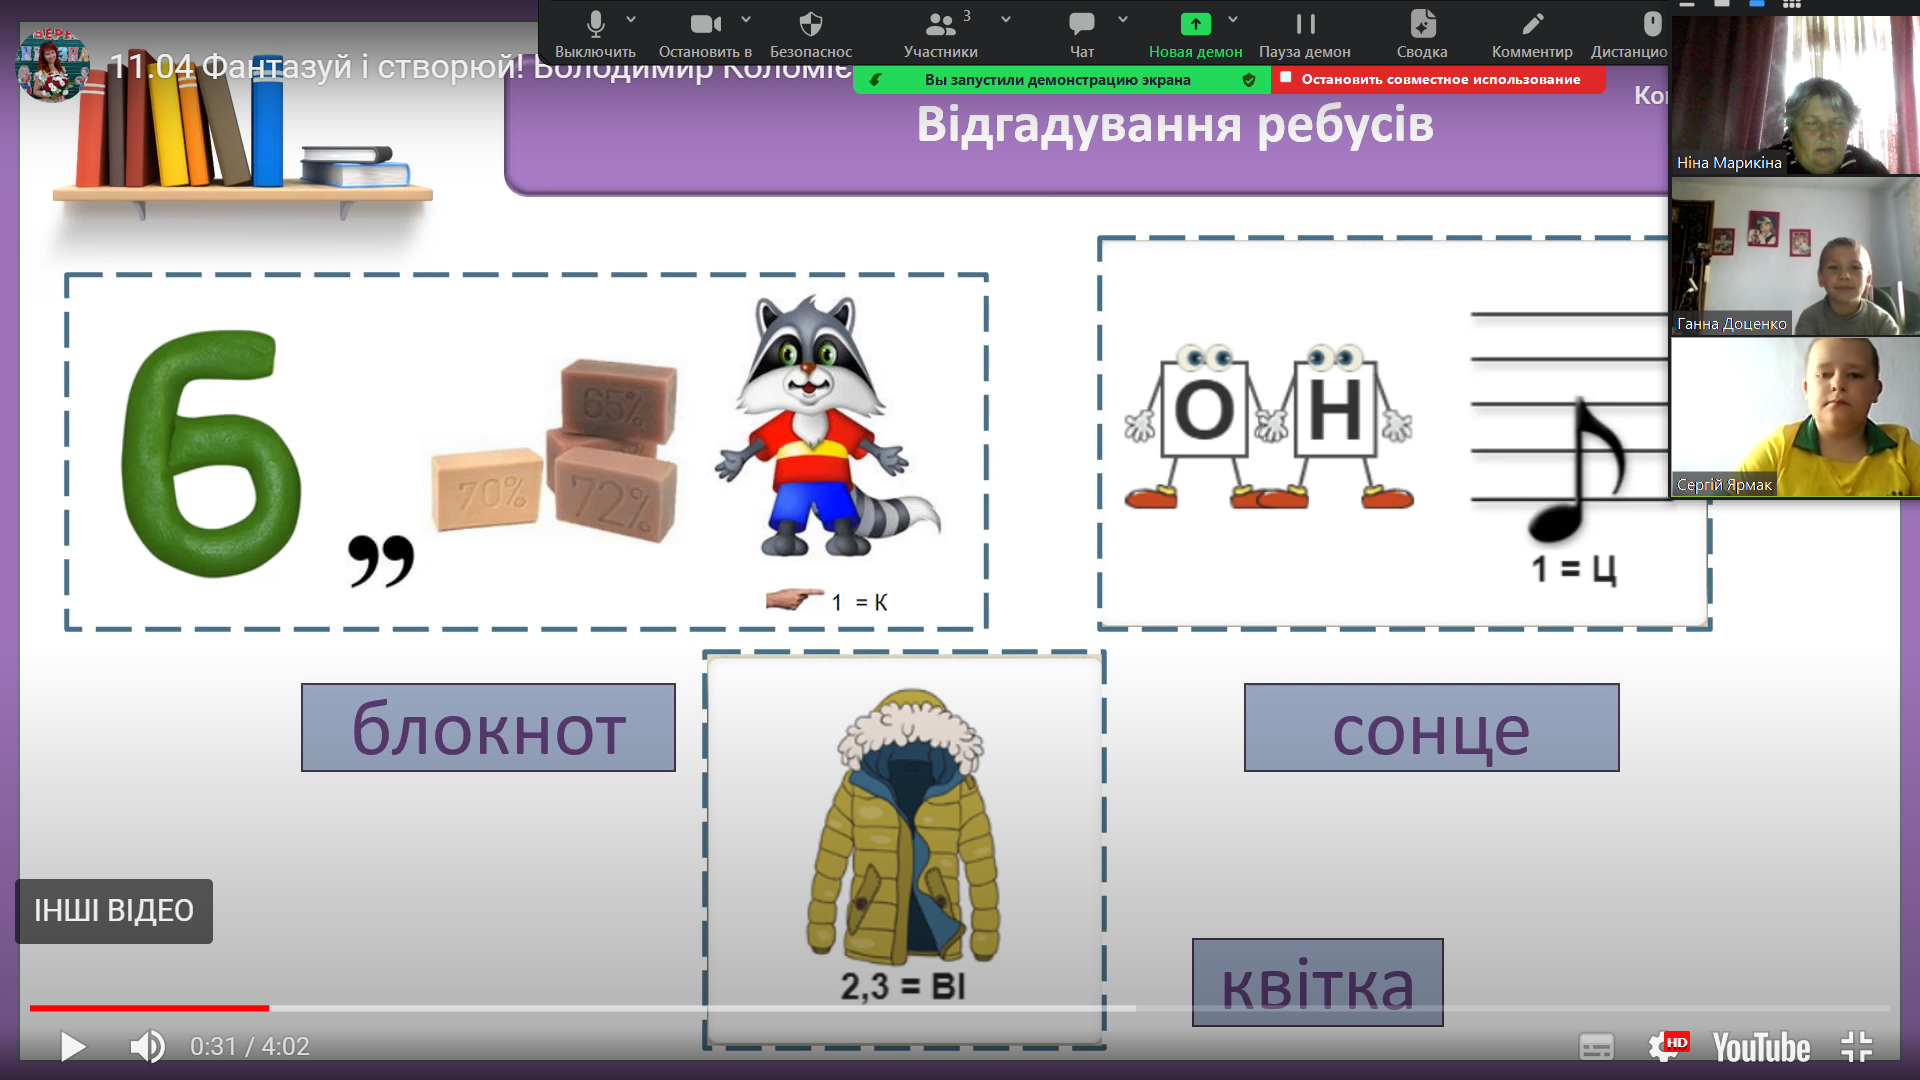 Выключить
Остановить в
Безопаснос
Участники
3
Чат
Новая демон
Пауза демон
Сводка
Комментир
Дистанцио
Вы запустили демонстрацию экрана
Остановить совместное использование
11.04 Фантазуй і створюй! Володимир Коломіє
Відгадування ребусів
Ніна Марикіна
Ганна Доценко
Сергій Ярмак
б
,,
65%
70%
72%
1 = К
О Н
1 = Ц
блокнот
сонце
2,3 = ВІ
квітка
ІНШІ ВІДЕО
0:31 / 4:02
HD
YouTube